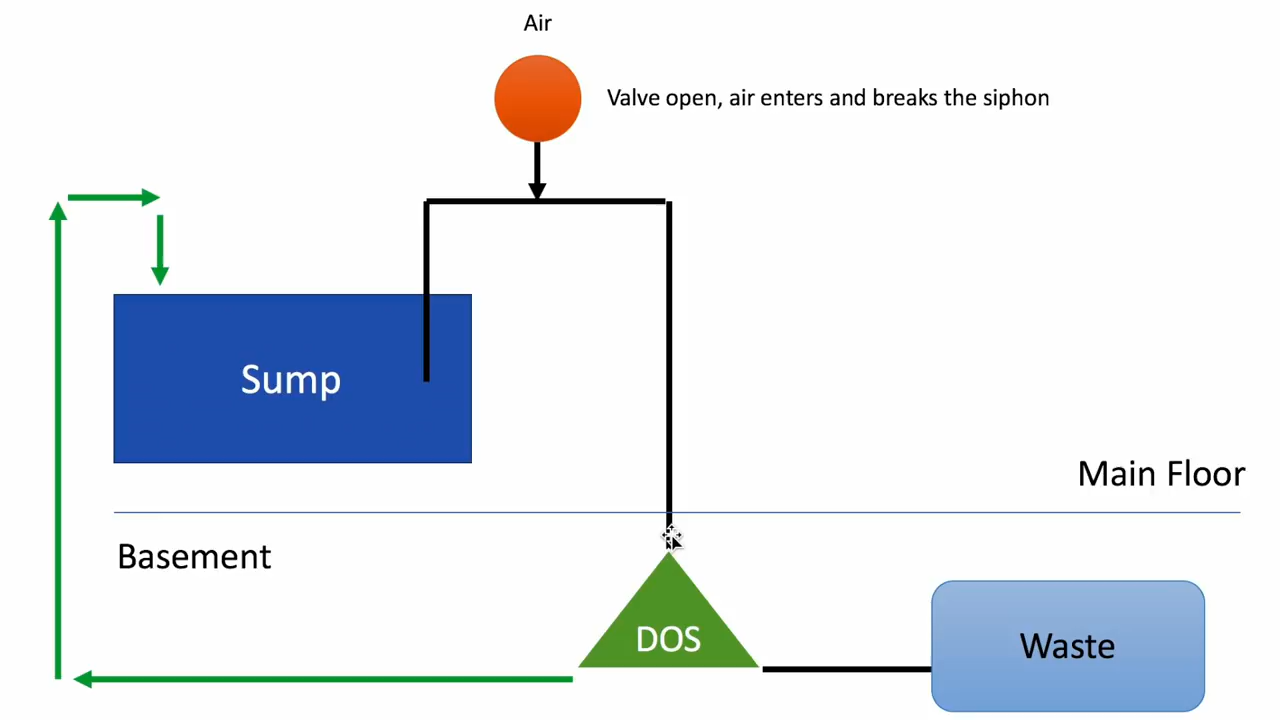 Air
Valve open, air enters and breaks the siphon
Sump
Main Floor
Basement
DOS
Waste